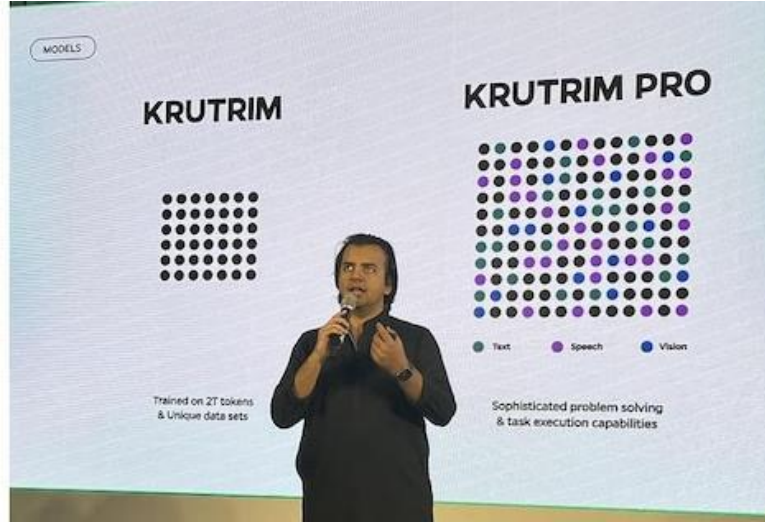 MODELS
KRUTRIM
KRUTRIM PRO
Text
Speech
Vision
Trained on 2T tokens
& Unique data sets
Sophisticated problem solving
& task execution capabilities